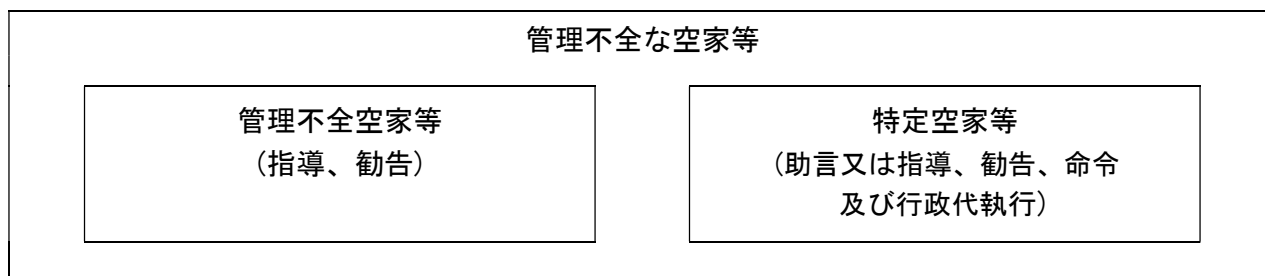 管理不全な空家等
管理不全空家等
（指導、勧告）
特定空家等
（助言又は指導、勧告、命令
及び行政代執行）